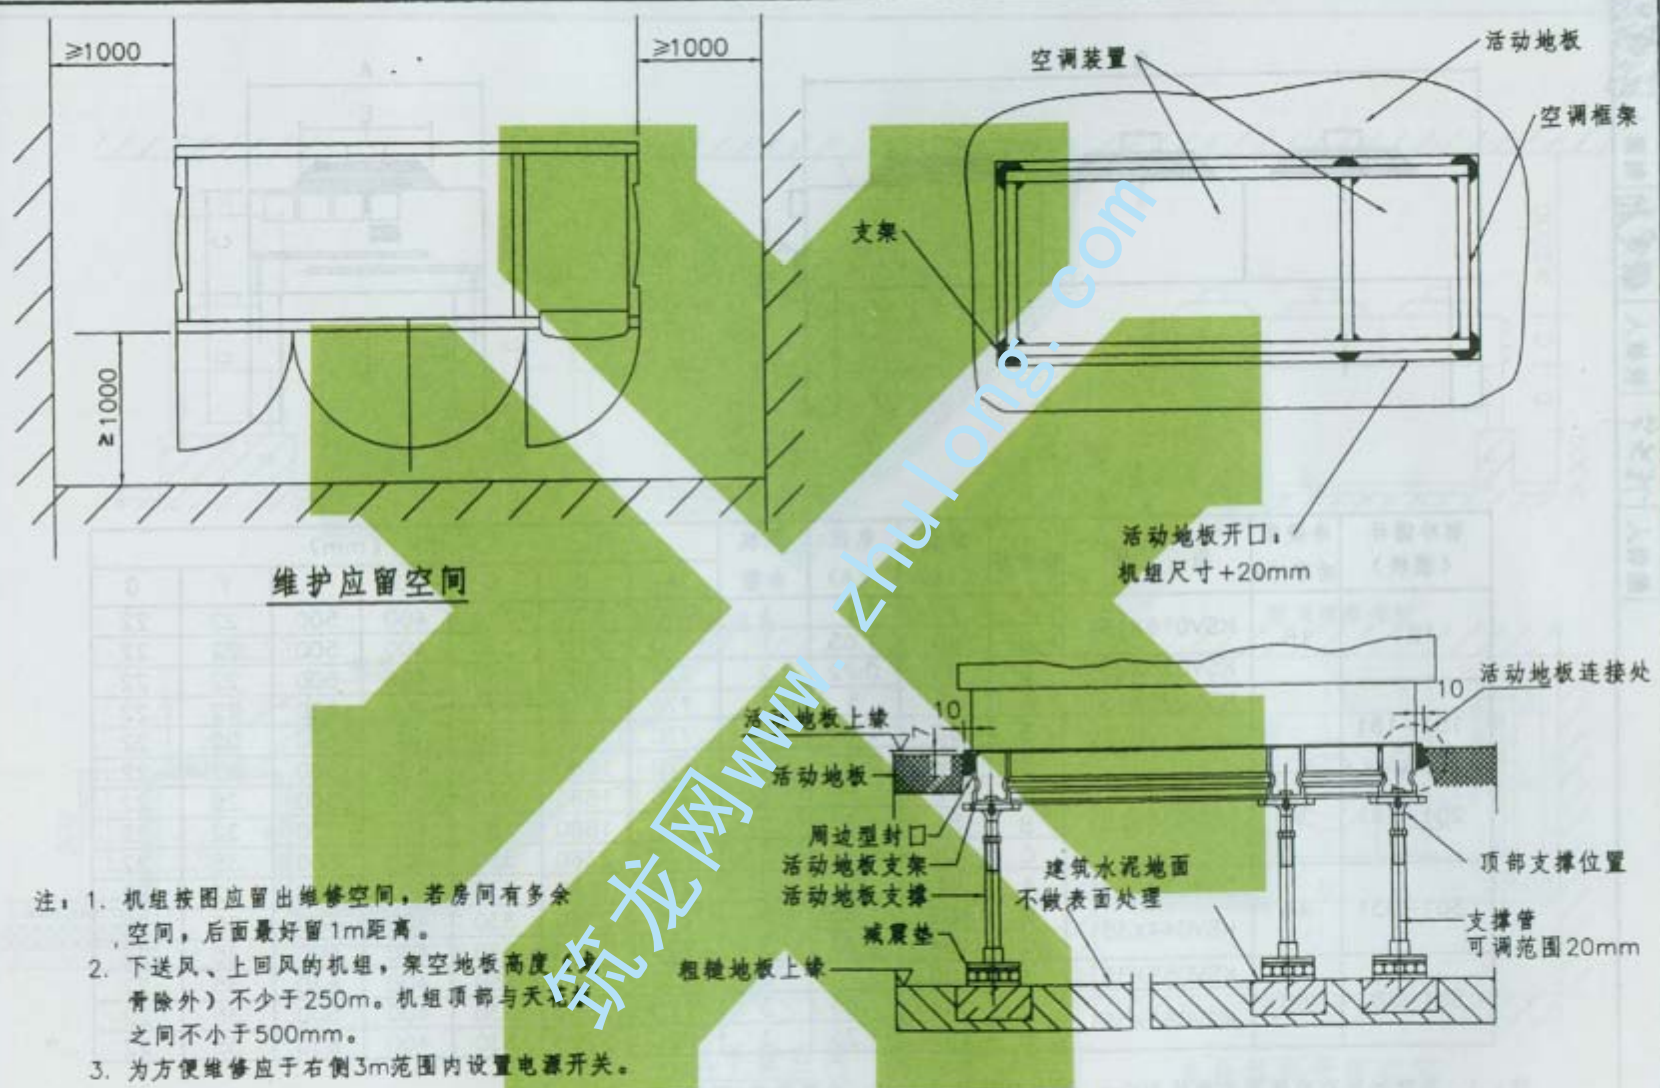 ≥1000
≥1000
≥1000
维护应留空间
空调装置
活动地板
空调框架
支架
活动地板开口：
机组尺寸+20mm
活动地板连接处
10
10
7
活动地板上缘
活动地板
周边型封口
活动地板支架
活动地板支撑
减震垫
粗糙地板上缘
建筑水泥地面
不做表面处理
顶部支撑位置
支撑管
可调范围20mm
注：1. 机组按图应留出维修空间，若房间有多余
空间，后面最好留1m距离。
2. 下送风、上回风的机组，架空地板高度（
骨除外）不少于250m。机组顶部与天花
之间不小于500mm。
3. 为方便维修应于右侧3m范围内设置电源开关。
筑龙网www.zhulong.com